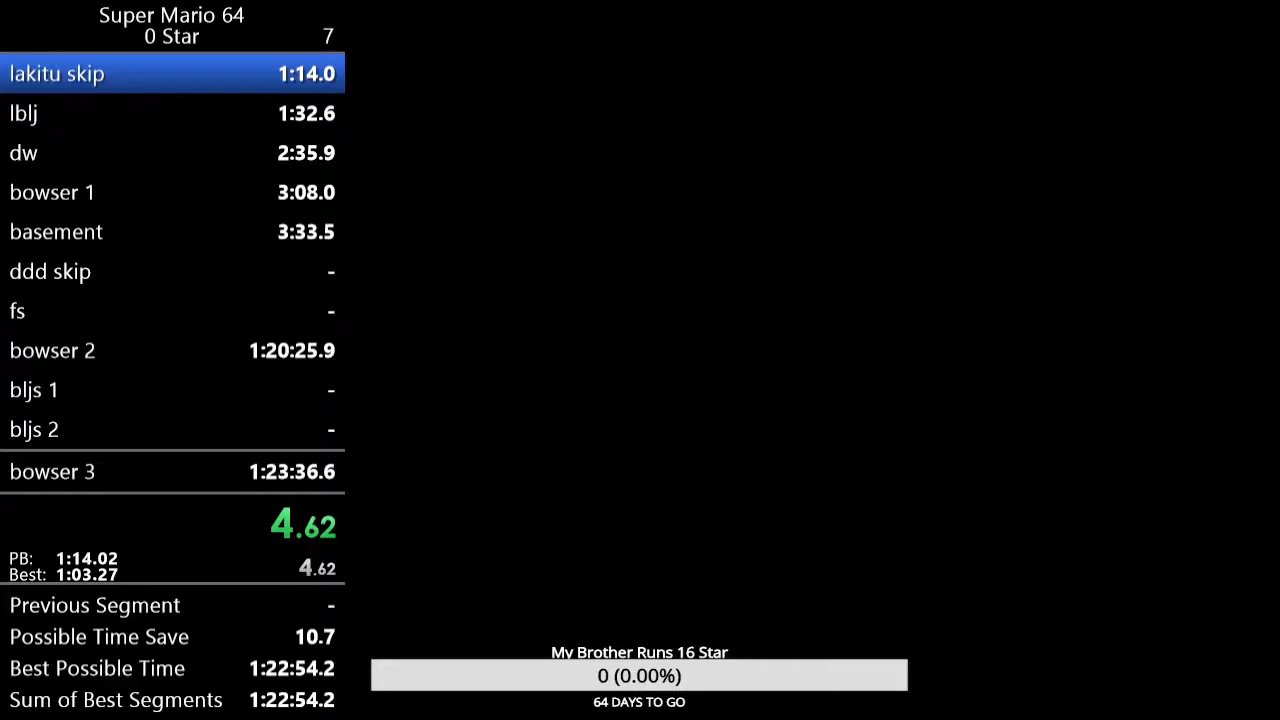 Super Mario 64
0 Star 7
lakitu skip 1:14.0
lblj 1:32.6
dw 2:35.9
bowser 1 3:08.0
basement 3:33.5
ddd skip -
fs -
bowser 2 1:20:25.9
bljs 1 -
bljs 2 -
bowser 3 1:23:36.6
4.62
PB: 1:14.02
Best: 1:03.27 4.62
Previous Segment -
Possible Time Save 10.7
Best Possible Time 1:22:54.2
Sum of Best Segments 1:22:54.2
My Brother Runs 16 Star
0 (0.00%)
64 DAYS TO GO